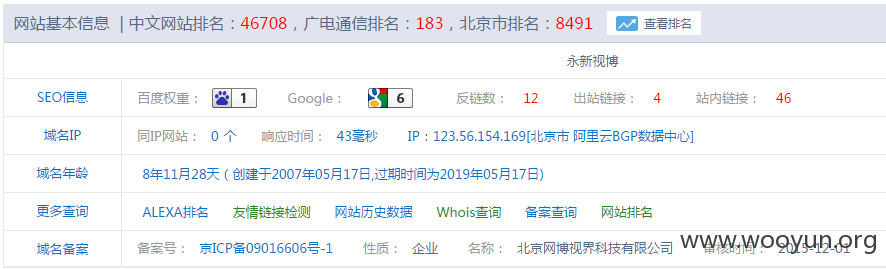 网站基本信息 | 中文网站排名：46708，广电通信排名：183，北京市排名：8491 查看排名
永新视博
SEO信息 百度权重： 1 Google： 6 反链数： 12 出站链接： 4 站内链接： 46
域名IP 同IP网站： 0 个 响应时间： 43毫秒 IP：123.56.154.169[北京市 阿里云BGP数据中心]
域名年龄 8年11月28天（创建于2007年05月17日,过期时间为2019年05月17日)
更多查询 ALEXA排名 友情链接检测 网站历史数据 Whois查询 备案查询 网站排名
域名备案 备案号： 京ICP备09016606号-1 性质： 企业 名称： 北京网博视界科技有限公司 审核时间： 2015-12-01
www.wooyun.org